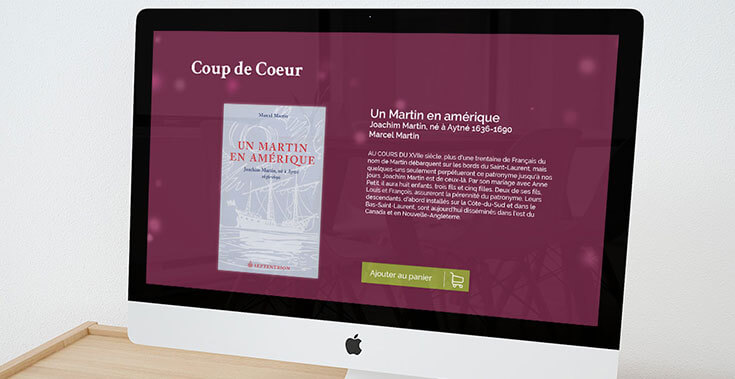 Coup de Coeur
Marcel Martin
UN MARTIN
EN AMÉRIQUE
Joachim Martin, né à Aytné
1636-1690
SEPTENTRION
Un Martin en amérique
Joachim Martin, né à Aytné 1636-1690
Marcel Martin
AU COURS DU XVIIe siècle, plus d'une trentaine de Français du
nom de Martin débarquent sur les bords du Saint-Laurent, mais
quelques-uns seulement perpétueront ce patronyme jusqu'à nos
jours. Joachim Martin est de ceux-là. Par son mariage avec Anne
Petit, il aura huit enfants, trois fils et cinq filles. Deux de ses fils,
Louis et François, assureront la pérennité du patronyme. Leurs
descendants, d'abord installés sur la Côte-du-Sud et dans le
Bas-Saint-Laurent, sont aujourd'hui disséminés dans l'est du
Canada et en Nouvelle-Angleterre.
Ajouter au panier